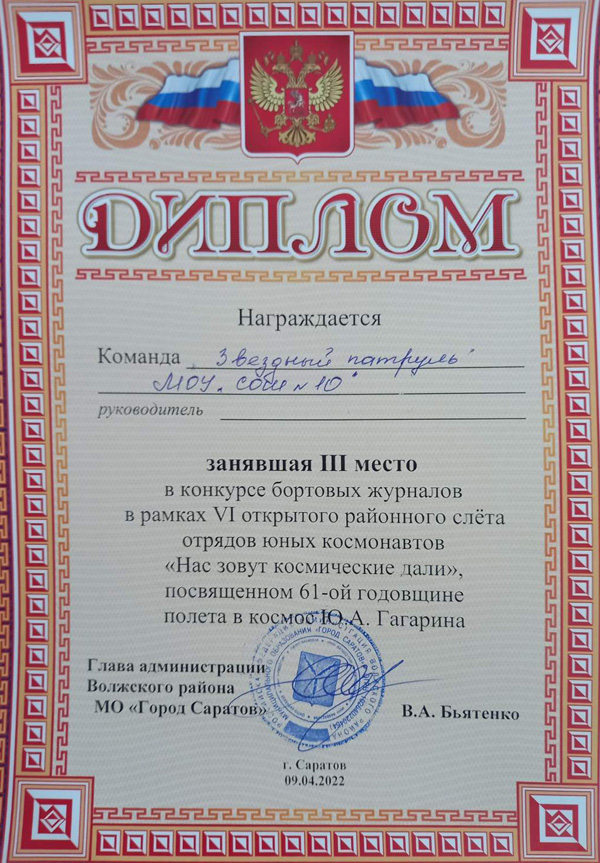 ДИПЛОМ
Награждается
Команда „Звездный патруль"
МОУ „СОШ № 10"
руководитель
занявшая III место
в конкурсе бортовых журналов
в рамках VI открытого районного слёта
отрядов юных космонавтов
«Нас зовут космические дали»,
посвященном 61-ой годовщине
полета в космос Ю.А. Гагарина
Глава администрации
Волжского района
МО «Город Саратов»
В.А. Бьятенко
г. Саратов
09.04.2022